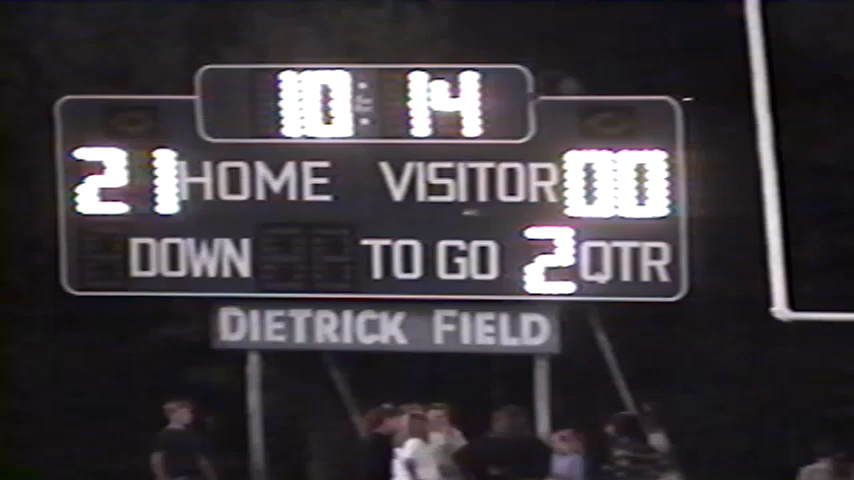 10:14
21 HOME VISITOR 00
DOWN TO GO 2 QTR
DIETRICK FIELD